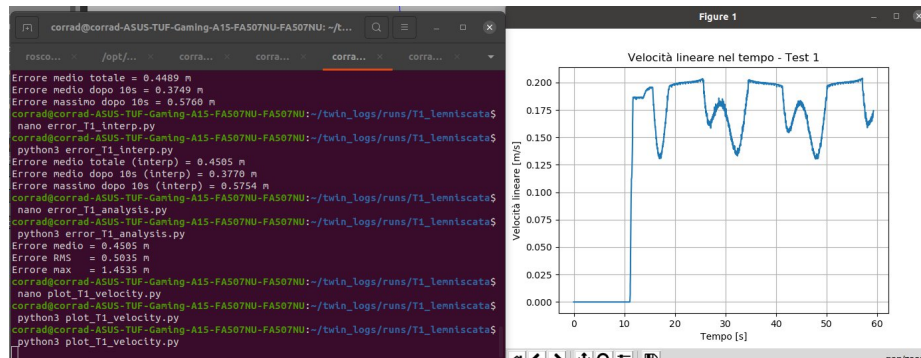 corrad@corrad-ASUS-TUF-Gaming-A15-FA507NU-FA507NU: ~/t...
rosco... × /opt/... × corra... × corra... × corra... × corra... ×
Errore medio totale = 0.4489 m
Errore medio dopo 10s = 0.3749 m
Errore massimo dopo 10s = 0.5760 m
corrad@corrad-ASUS-TUF-Gaming-A15-FA507NU-FA507NU:~/twin_logs/runs/T1_lemniscata$
nano error_T1_interp.py
corrad@corrad-ASUS-TUF-Gaming-A15-FA507NU-FA507NU:~/twin_logs/runs/T1_lemniscata$
python3 error_T1_interp.py
Errore medio totale (interp) = 0.4505 m
Errore medio dopo 10s (interp) = 0.3770 m
Errore massimo dopo 10s (interp) = 0.5754 m
corrad@corrad-ASUS-TUF-Gaming-A15-FA507NU-FA507NU:~/twin_logs/runs/T1_lemniscata$
nano error_T1_analysis.py
corrad@corrad-ASUS-TUF-Gaming-A15-FA507NU-FA507NU:~/twin_logs/runs/T1_lemniscata$
python3 error_T1_analysis.py
Errore medio = 0.4505 m
Errore RMS = 0.5035 m
Errore max = 1.4535 m
corrad@corrad-ASUS-TUF-Gaming-A15-FA507NU-FA507NU:~/twin_logs/runs/T1_lemniscata$
nano plot_T1_velocity.py
corrad@corrad-ASUS-TUF-Gaming-A15-FA507NU-FA507NU:~/twin_logs/runs/T1_lemniscata$
python3 plot_T1_velocity.py
corrad@corrad-ASUS-TUF-Gaming-A15-FA507NU-FA507NU:~/twin_logs/runs/T1_lemniscata$
python3 plot_T1_velocity.py
Figure 1
Velocità lineare nel tempo - Test 1
Velocità lineare [m/s]
0.200
0.175
0.150
0.125
0.100
0.075
0.050
0.025
0.000
0 10 20 30 40 50 60
Tempo [s]